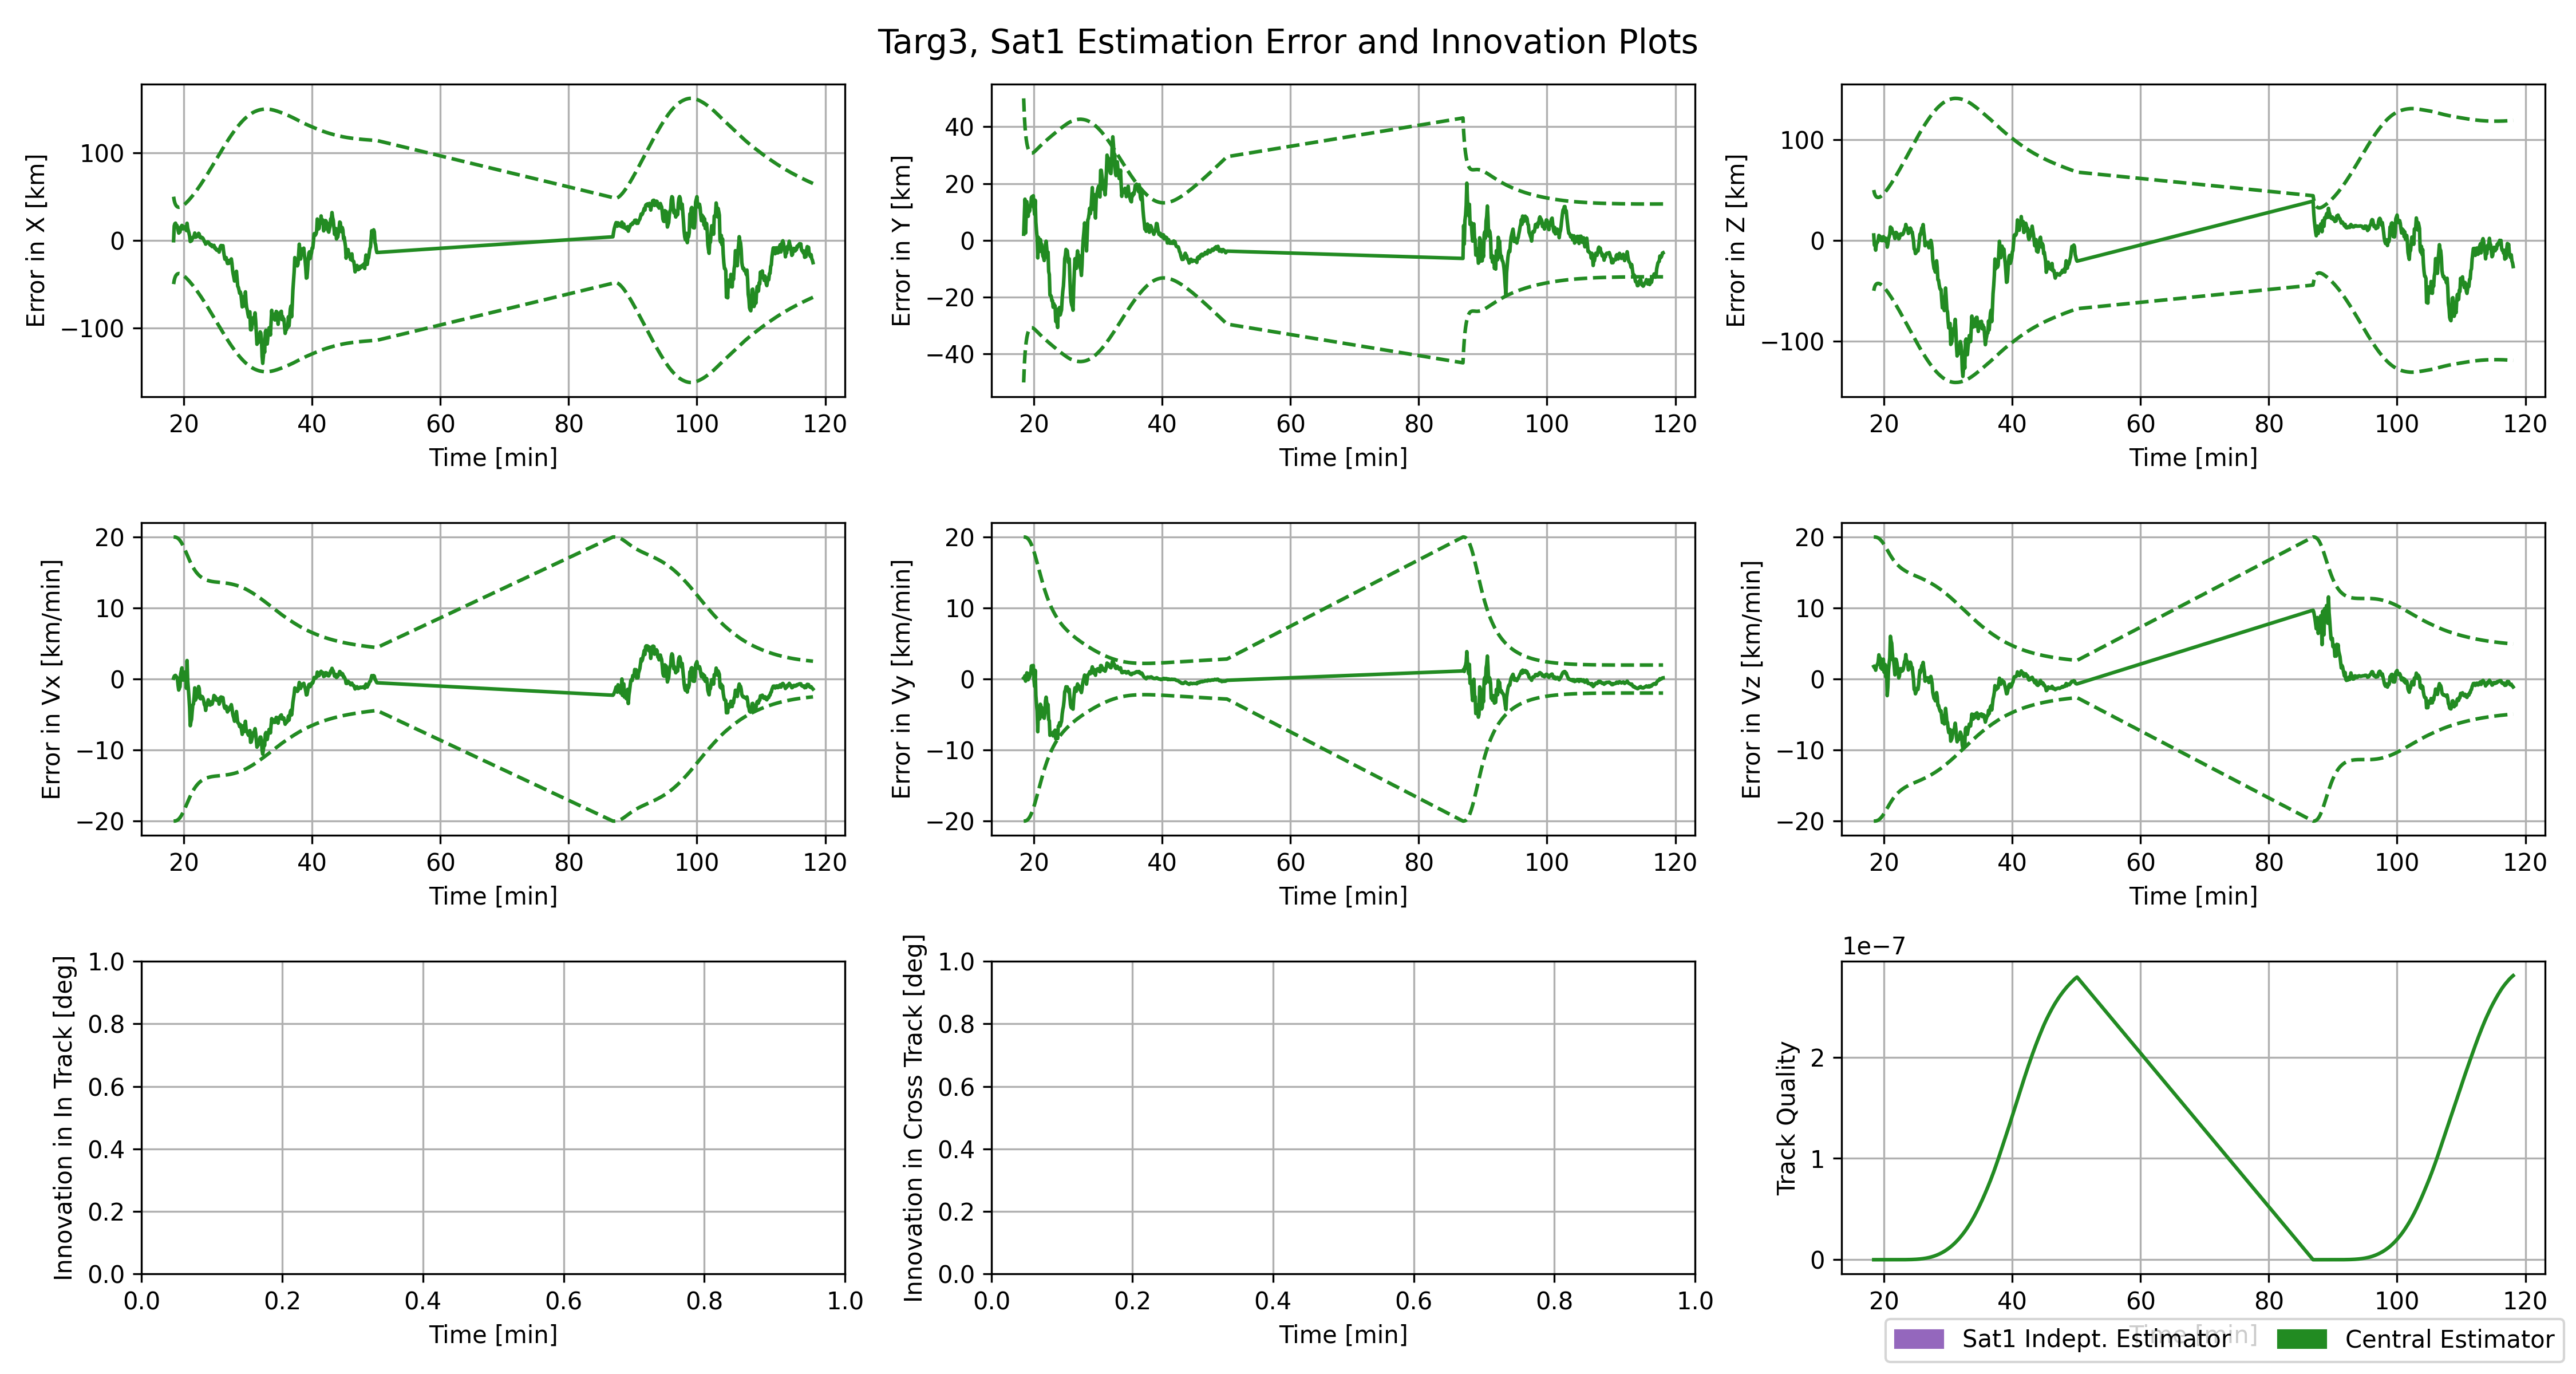 Targ3, Sat1 Estimation Error and Innovation Plots
Error in X [km]
100
0
−100
20 40 60 80 100 120
Time [min]
Error in Y [km]
40
20
0
−20
−40
20 40 60 80 100 120
Time [min]
Error in Z [km]
100
0
−100
20 40 60 80 100 120
Time [min]
Error in Vx [km/min]
20
10
0
−10
−20
20 40 60 80 100 120
Time [min]
Error in Vy [km/min]
20
10
0
−10
−20
20 40 60 80 100 120
Time [min]
Error in Vz [km/min]
20
10
0
−10
−20
20 40 60 80 100 120
Time [min]
Innovation in In Track [deg]
1.0
0.8
0.6
0.4
0.2
0.0
0.0 0.2 0.4 0.6 0.8 1.0
Time [min]
Innovation in Cross Track [deg]
1.0
0.8
0.6
0.4
0.2
0.0
0.0 0.2 0.4 0.6 0.8 1.0
Time [min]
1e−7
Track Quality
2
1
0
20 40 60 80 100 120
Time [min]
Sat1 Indept. Estimator Central Estimator